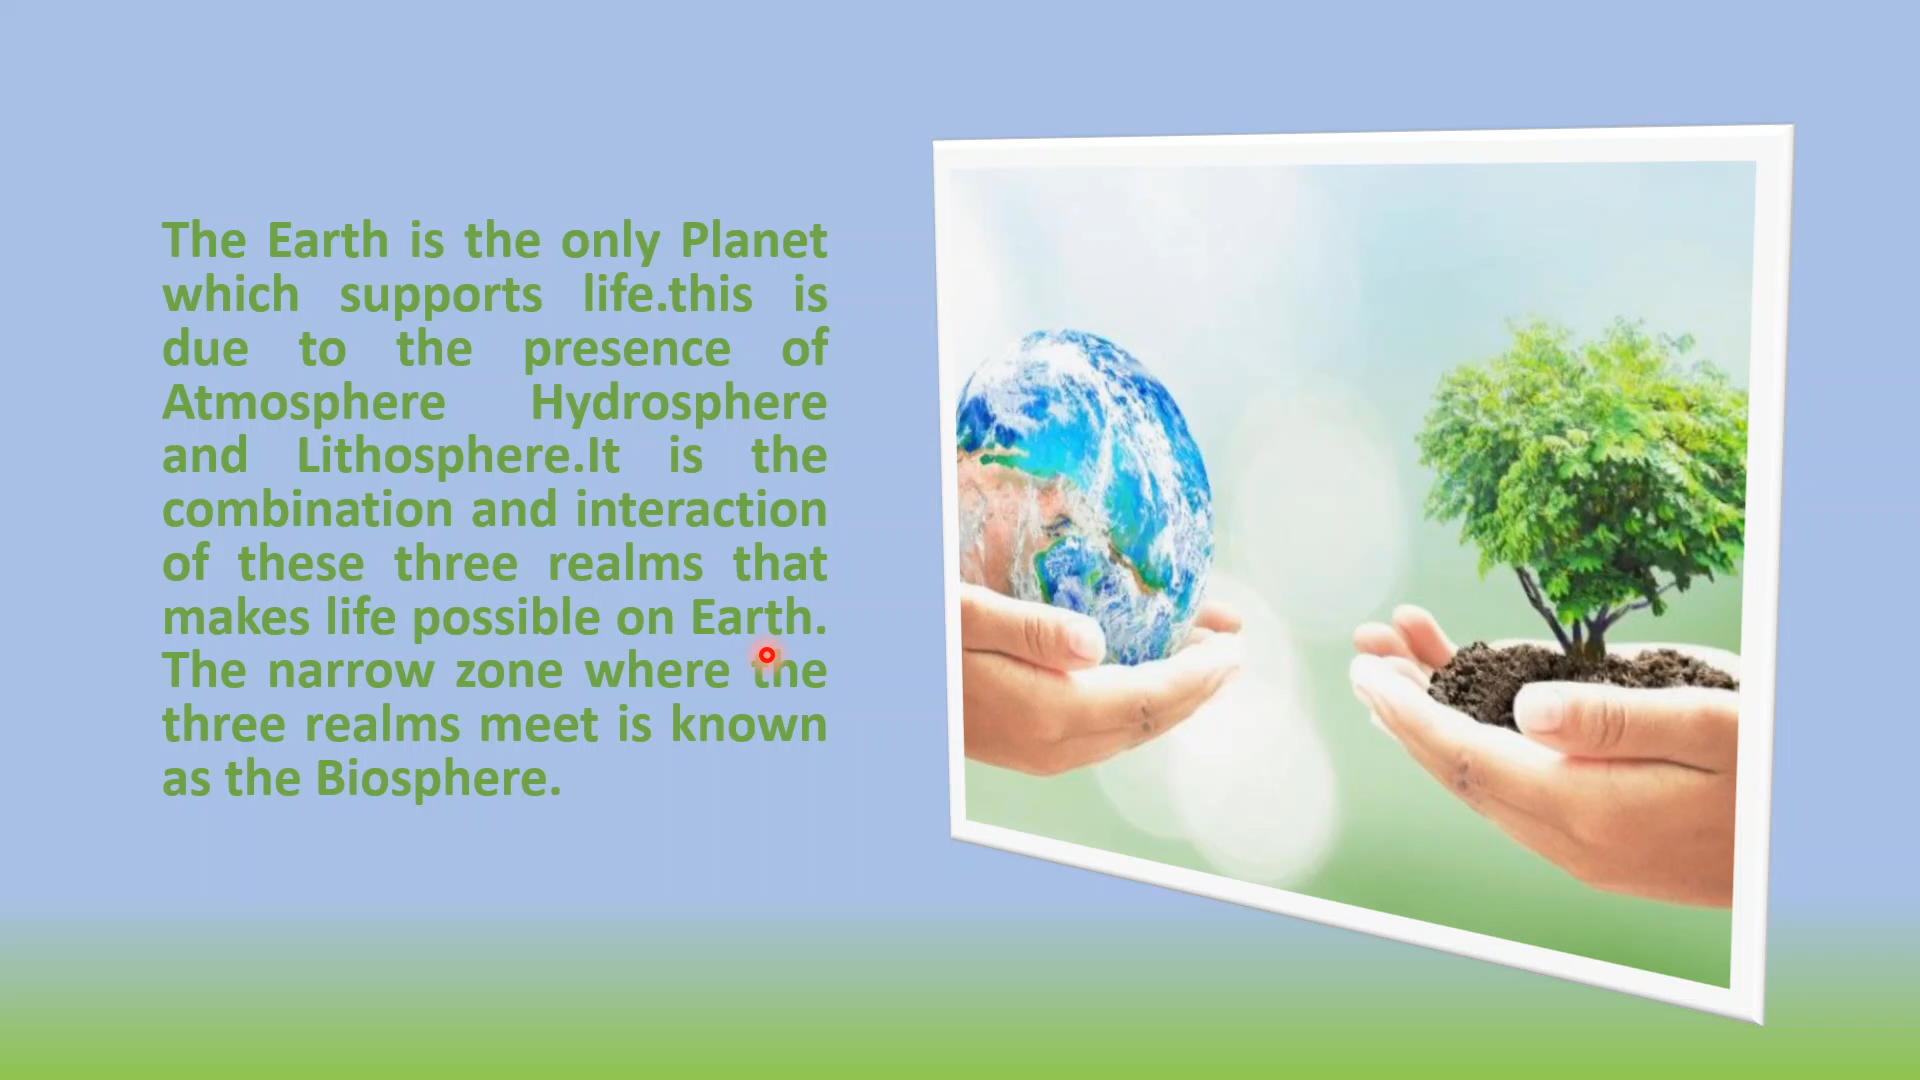 The Earth is the only Planet
which supports life.this is
due to the presence of
Atmosphere Hydrosphere
and Lithosphere.It is the
combination and interaction
of these three realms that
makes life possible on Earth.
The narrow zone where the
three realms meet is known
as the Biosphere.